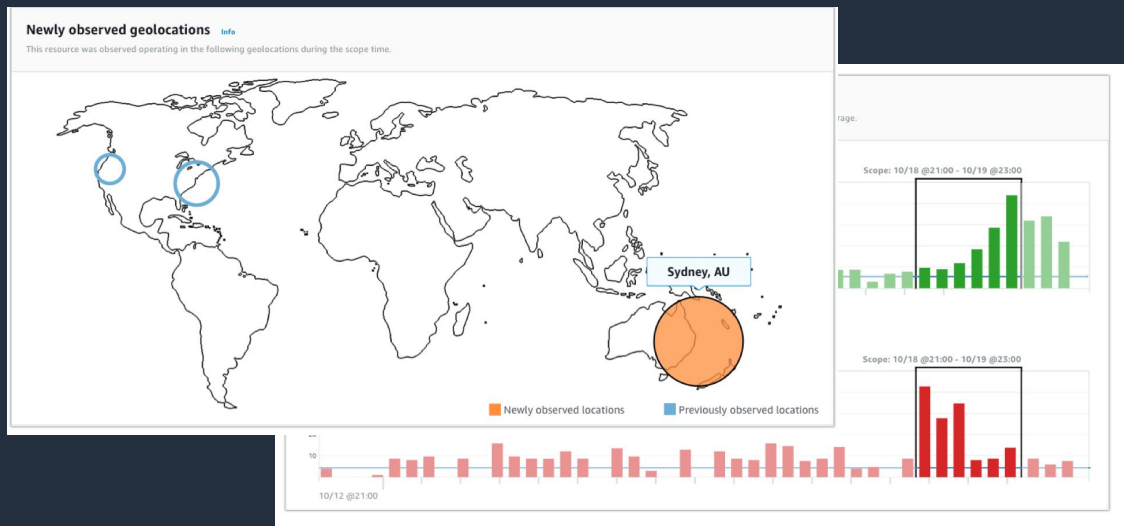 Newly observed geolocations Info
This resource was observed operating in the following geolocations during the scope time.
Sydney, AU
Newly observed locations
Previously observed locations
rage.
Scope: 10/18 @21:00 - 10/19 @23:00
Scope: 10/18 @21:00 - 10/19 @23:00
10
10/12 @21:00